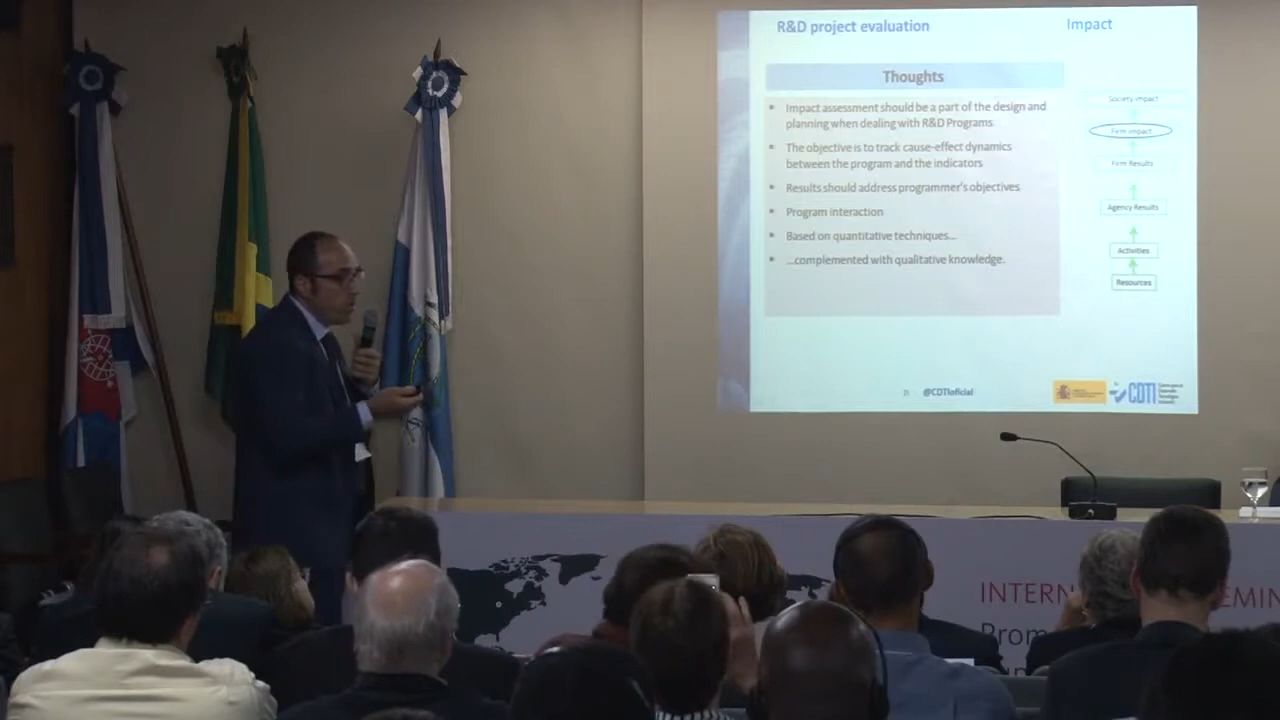 R&D project evaluation
Impact
Thoughts
Impact assessment should be a part of the design and
planning when dealing with R&D Programs
The objective is to track cause-effect dynamics
between the program and the indicators
Results should address programmer's objectives
Program interaction
Based on quantitative techniques...
...complemented with qualitative knowledge.
Society impact
Firm impact
Firm Results
Agency Results
Activities
Resources
@CDTIoficial
CDTI
INTERN
EMIN
Prom